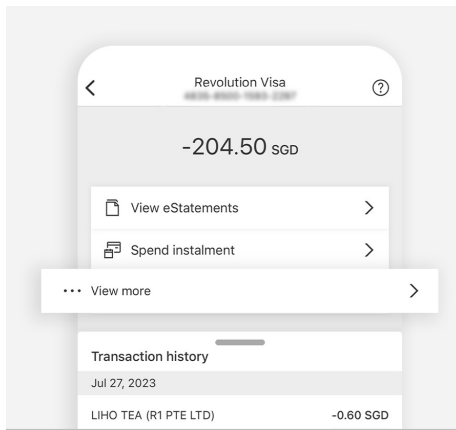 Revolution Visa
-204.50 SGD
View eStatements
Spend instalment
View more
Transaction history
Jul 27, 2023
LIHO TEA (R1 PTE LTD) -0.60 SGD